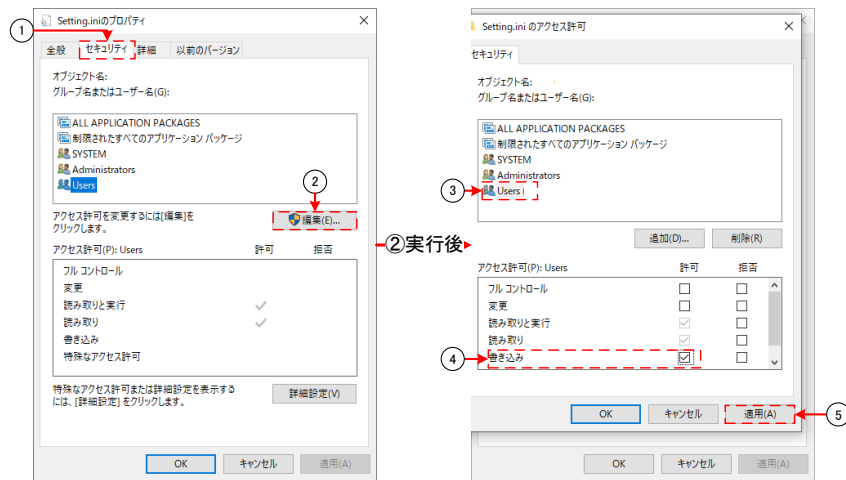 ①
Setting.iniのプロパティ
全般 セキュリティ 詳細 以前のバージョン
オブジェクト名:
グループ名またはユーザー名(G):
ALL APPLICATION PACKAGES
制限されたすべてのアプリケーション パッケージ
SYSTEM
Administrators
Users
②
アクセス許可を変更するには[編集]を
クリックします。
編集(E)...
アクセス許可(P): Users 許可 拒否
フル コントロール
変更
読み取りと実行
読み取り
書き込み
特殊なアクセス許可
特殊なアクセス許可または詳細設定を表示する
には、[詳細設定] をクリックします。
詳細設定(V)
OK キャンセル 適用(A)
②実行後
Setting.ini のアクセス許可
セキュリティ
オブジェクト名:
グループ名またはユーザー名(G):
ALL APPLICATION PACKAGES
制限されたすべてのアプリケーション パッケージ
SYSTEM
Administrators
③
Users
追加(D)... 削除(R)
アクセス許可(P): Users 許可 拒否
フル コントロール
変更
読み取りと実行
読み取り
④
書き込み
OK キャンセル 適用(A)
⑤
OK キャンセル 適用(A)